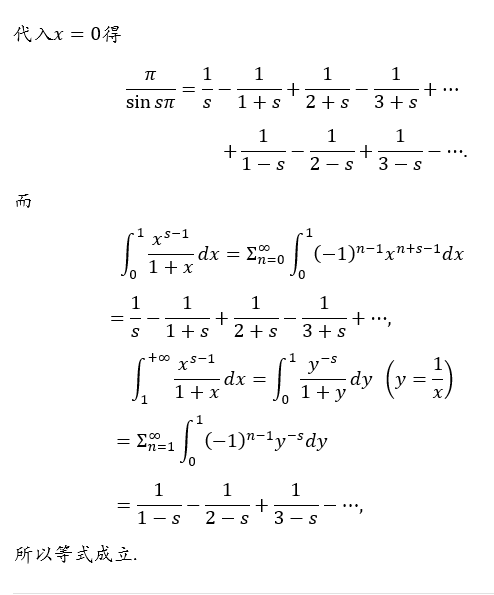 代入x = 0得
π/sin sπ = 1/s − 1/(1 + s) + 1/(2 + s) − 1/(3 + s) + ⋯
+ 1/(1 − s) − 1/(2 − s) + 1/(3 − s) − ⋯.
而
∫₀¹ x^(s−1)/(1 + x) dx = Σ_(n=0)^∞ ∫₀¹ (−1)^(n−1) x^(n+s−1) dx
= 1/s − 1/(1 + s) + 1/(2 + s) − 1/(3 + s) + ⋯,
∫₁^(+∞) x^(s−1)/(1 + x) dx = ∫₀¹ y^(−s)/(1 + y) dy (y = 1/x)
= Σ_(n=1)^∞ ∫₀¹ (−1)^(n−1) y^(−s) dy
= 1/(1 − s) − 1/(2 − s) + 1/(3 − s) − ⋯,
所以等式成立.